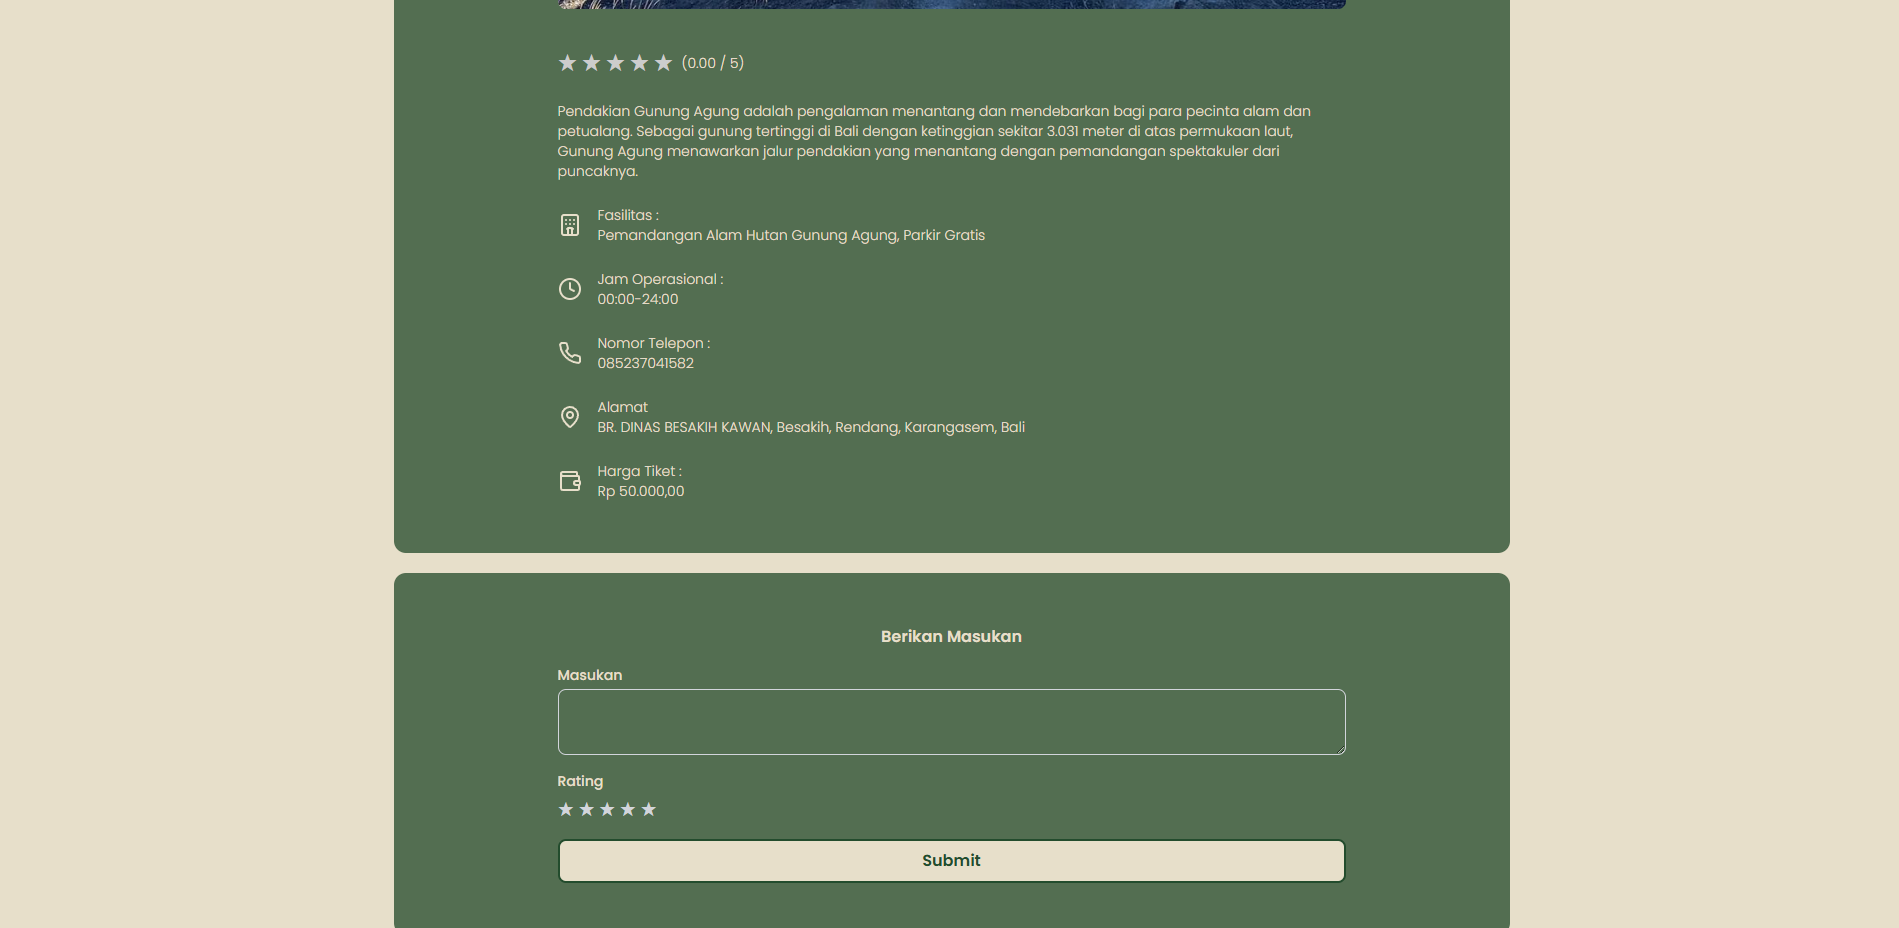 (0.00 / 5)
Pendakian Gunung Agung adalah pengalaman menantang dan mendebarkan bagi para pecinta alam dan
petualang. Sebagai gunung tertinggi di Bali dengan ketinggian sekitar 3.031 meter di atas permukaan laut,
Gunung Agung menawarkan jalur pendakian yang menantang dengan pemandangan spektakuler dari
puncaknya.
Fasilitas :
Pemandangan Alam Hutan Gunung Agung, Parkir Gratis
Jam Operasional :
00:00-24:00
Nomor Telepon :
085237041582
Alamat
BR. DINAS BESAKIH KAWAN, Besakih, Rendang, Karangasem, Bali
Harga Tiket :
Rp 50.000,00
Berikan Masukan
Masukan
Rating
Submit